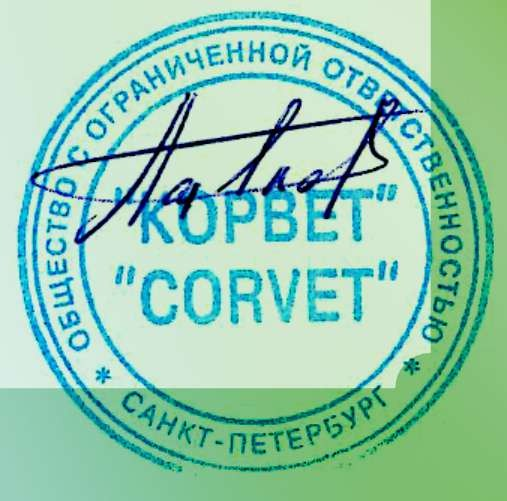 ОБЩЕСТВО С ОГРАНИЧЕННОЙ ОТВЕТСТВЕННОСТЬЮ
"КОРВЕТ"
"CORVET"
* САНКТ-ПЕТЕРБУРГ *